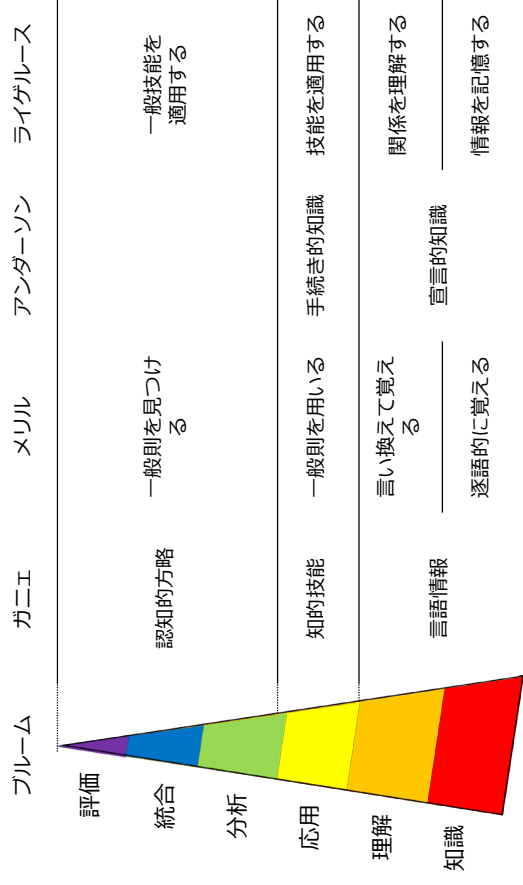 ブルーム
ガニェ
メリル
アンダーソン
ライゲルース
評価
統合
分析
応用
理解
知識
認知的方略
一般則を見つけ
る
一般技能を
適用する
知的技能
一般則を用いる
手続き的知識
技能を適用する
言語情報
言い換えて覚え
る
逐語的に覚える
宣言的知識
関係を理解する
情報を記憶する